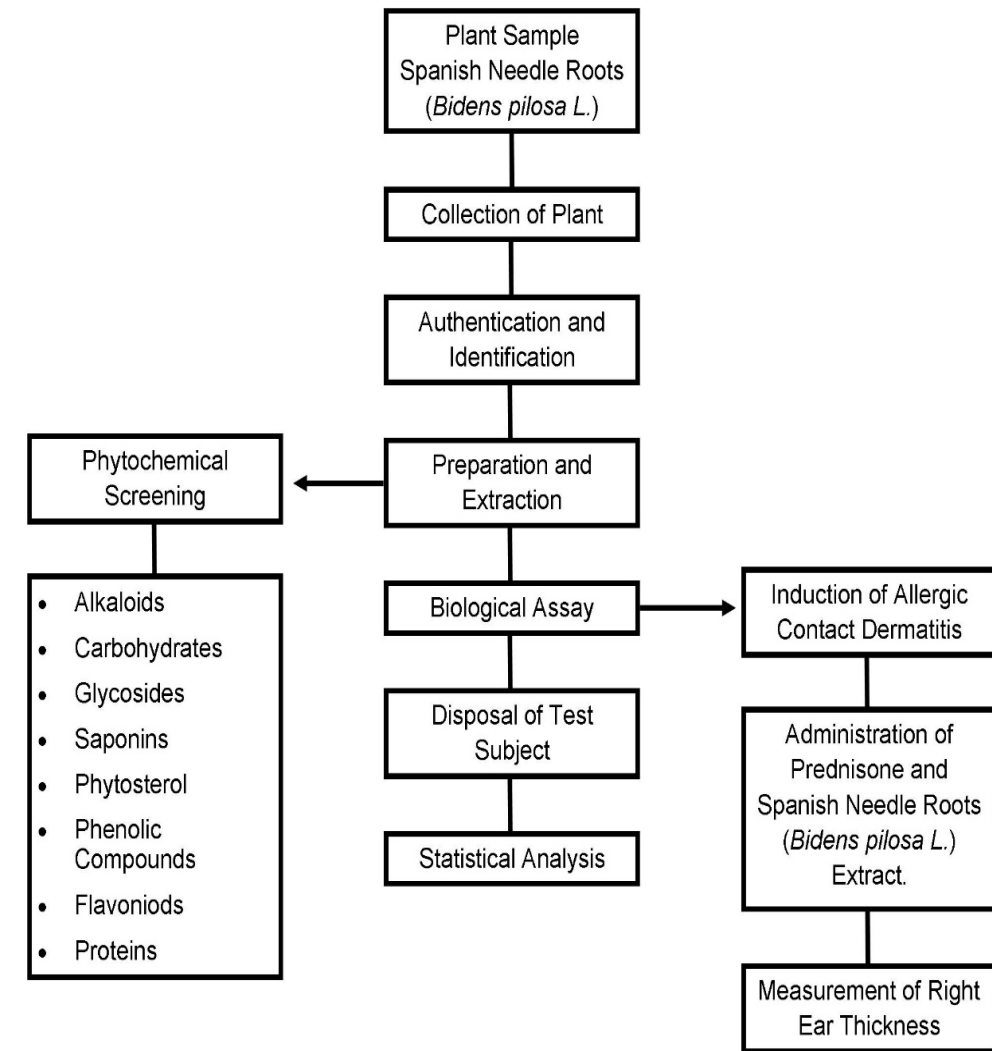 Plant Sample
Spanish Needle Roots
(Bidens pilosa L.)
Collection of Plant
Authentication and
Identification
Preparation and
Extraction
Phytochemical
Screening
• Alkaloids
• Carbohydrates
• Glycosides
• Saponins
• Phytosterol
• Phenolic
Compounds
• Flavoniods
• Proteins
Biological Assay
Induction of Allergic
Contact Dermatitis
Administration of
Prednisone and
Spanish Needle Roots
(Bidens pilosa L.)
Extract.
Measurement of Right
Ear Thickness
Disposal of Test
Subject
Statistical Analysis